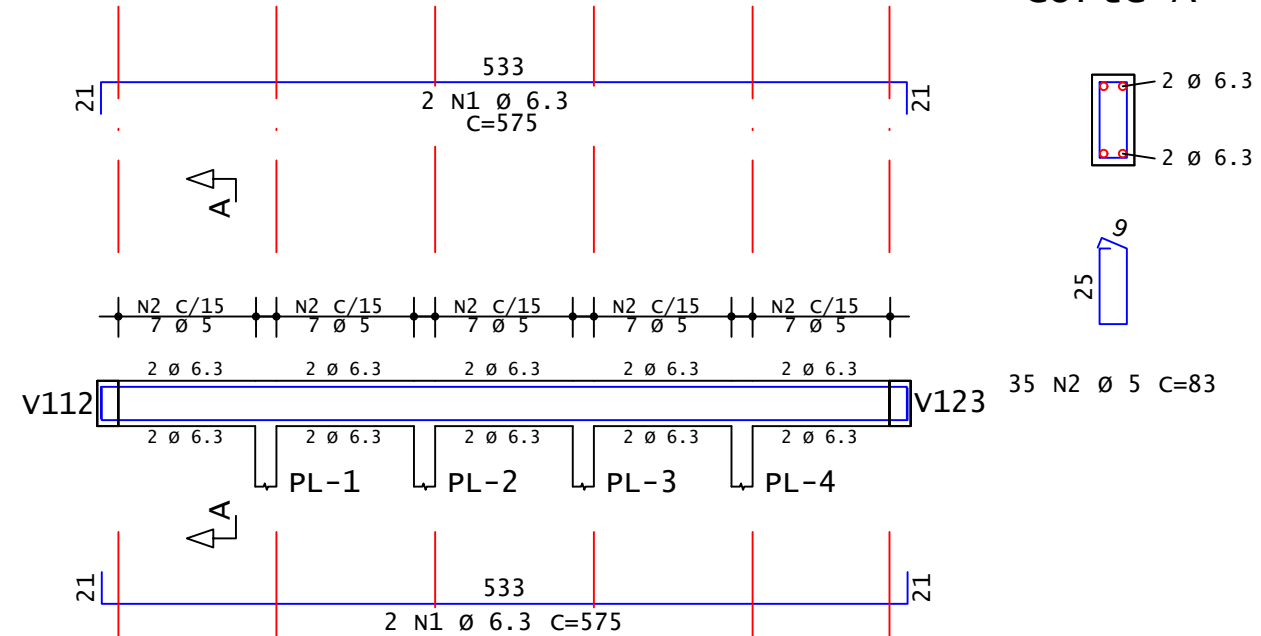 533
21
21
2 N1 Ø 6.3
C=575
2 Ø 6.3
2 Ø 6.3
A
9
25
N2 C/15
7 Ø 5
N2 C/15
7 Ø 5
N2 C/15
7 Ø 5
N2 C/15
7 Ø 5
N2 C/15
7 Ø 5
2 Ø 6.3
2 Ø 6.3
2 Ø 6.3
2 Ø 6.3
2 Ø 6.3
V112
V123
35 N2 Ø 5 C=83
2 Ø 6.3
2 Ø 6.3
2 Ø 6.3
2 Ø 6.3
2 Ø 6.3
PL-1
PL-2
PL-3
PL-4
A
533
21
21
2 N1 Ø 6.3 C=575